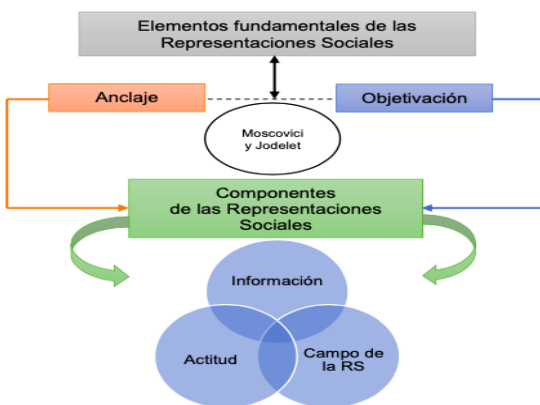 Elementos fundamentales de las
Representaciones Sociales
Anclaje
Objetivación
Moscovici
y Jodelet
Componentes
de las Representaciones
Sociales
Información
Actitud
Campo de
la RS